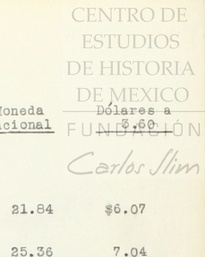 CENTRO DE
ESTUDIOS
DE HISTORIA
DE MEXICO
FUNDACIÓN
Carlos Slim
oneda Dólares a
cional 3.60
21.84 $6.07
25.36 7.04